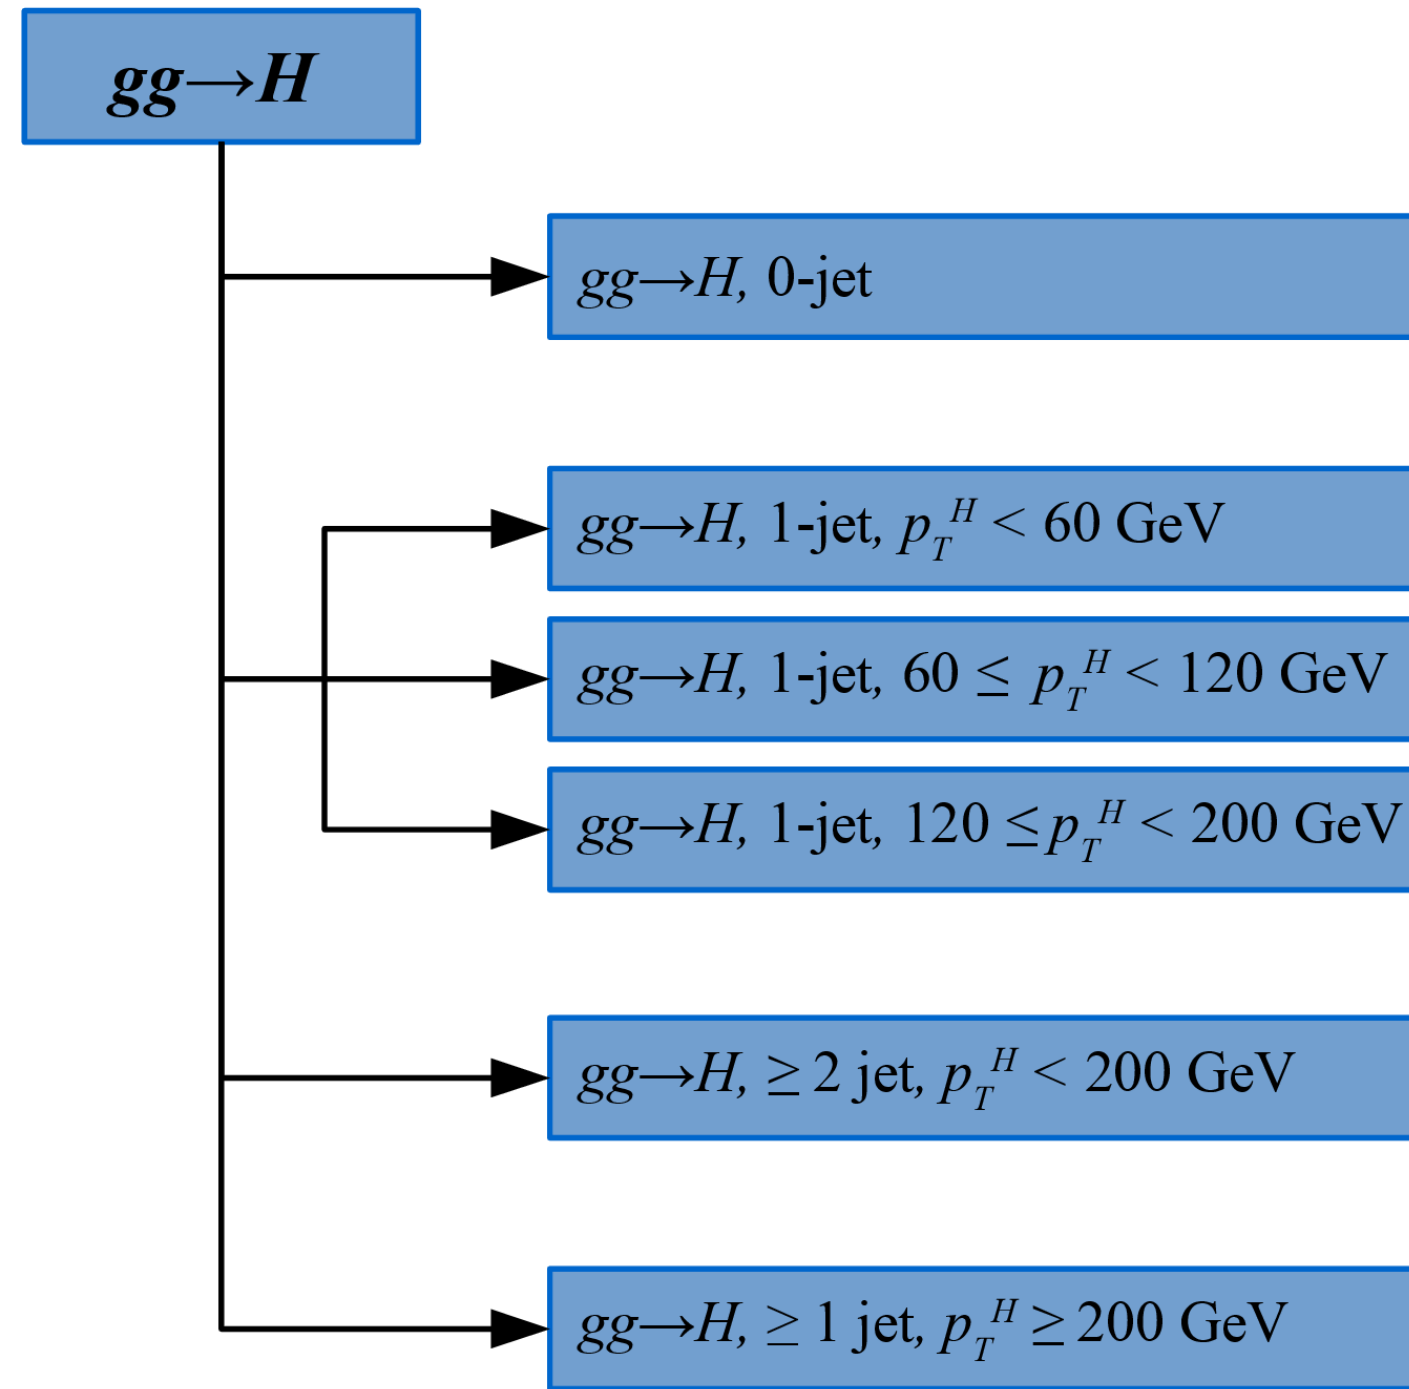 gg→H
gg→H, 0-jet
gg→H, 1-jet, p_T^H < 60 GeV
gg→H, 1-jet, 60 ≤ p_T^H < 120 GeV
gg→H, 1-jet, 120 ≤ p_T^H < 200 GeV
gg→H, ≥ 2 jet, p_T^H < 200 GeV
gg→H, ≥ 1 jet, p_T^H ≥ 200 GeV